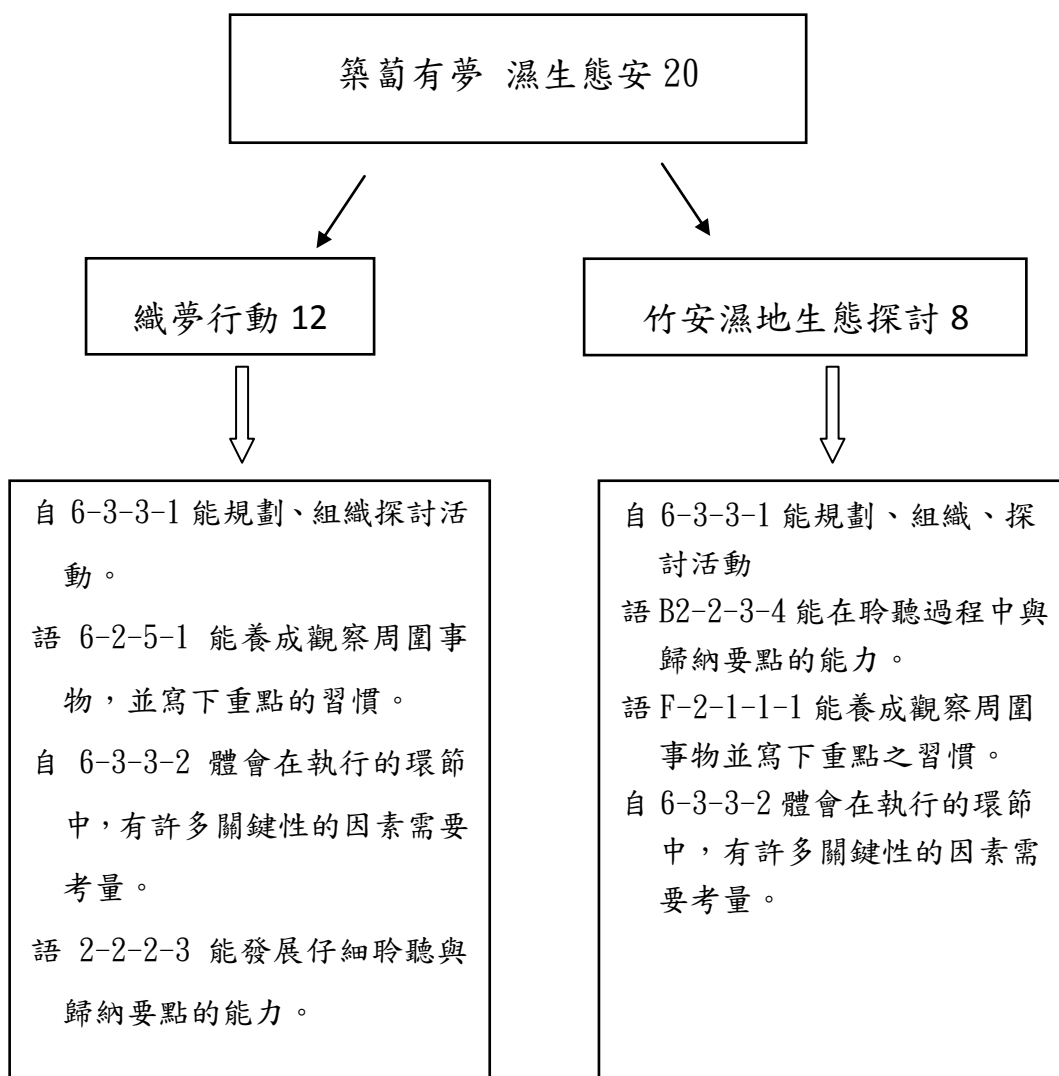 築蔔有夢 濕生態安 20
織夢行動 12
竹安濕地生態探討 8
自 6-3-3-1 能規劃、組織探討活
動。
語 6-2-5-1 能養成觀察周圍事
物，並寫下重點的習慣。
自 6-3-3-2 體會在執行的環節
中，有許多關鍵性的因素需要
考量。
語 2-2-2-3 能發展仔細聆聽與
歸納要點的能力。
自 6-3-3-1 能規劃、組織、探
討活動
語 B2-2-3-4 能在聆聽過程中與
歸納要點的能力。
語 F-2-1-1-1 能養成觀察周圍
事物並寫下重點之習慣。
自 6-3-3-2 體會在執行的環節
中，有許多關鍵性的因素需
要考量。